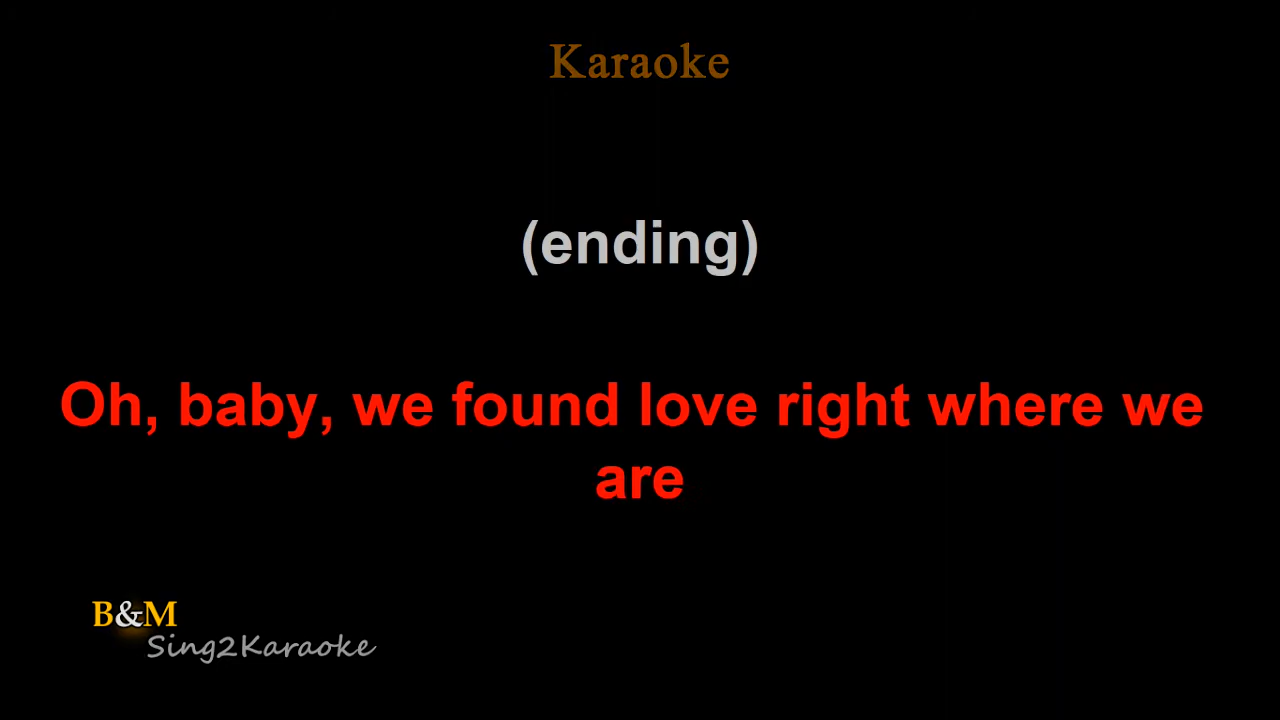 Karaoke
(ending)
Oh, baby, we found love right where we
are
B&M
Sing2Karaoke